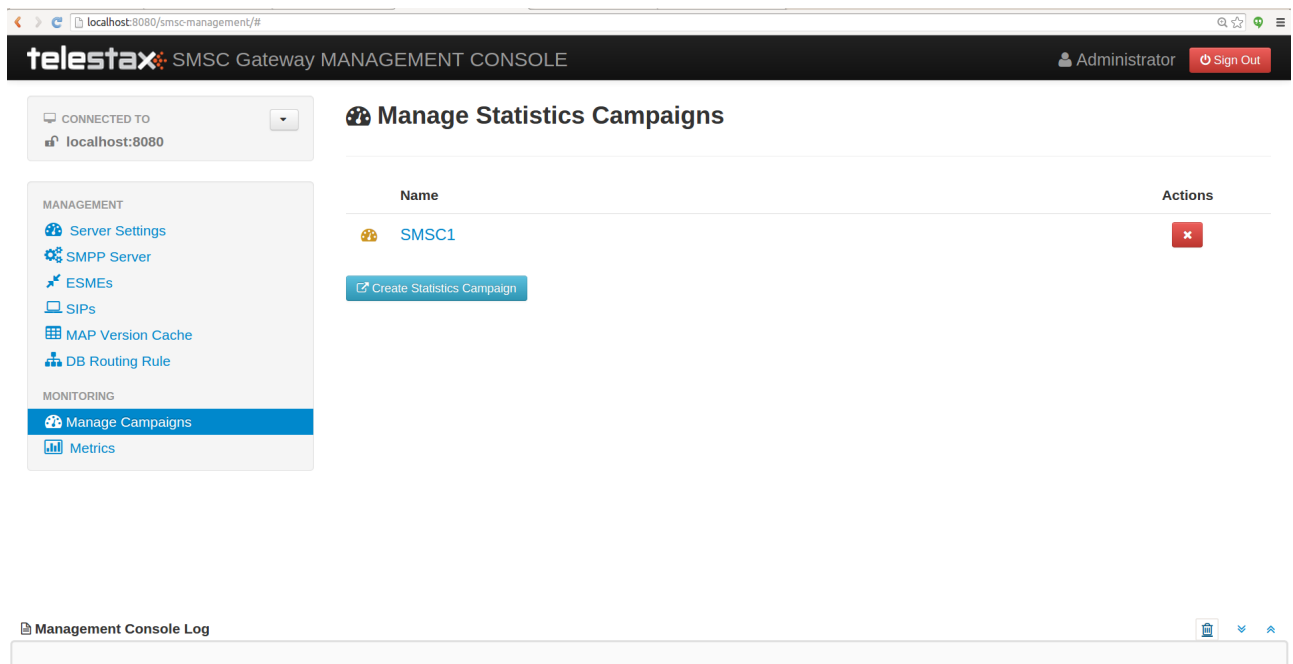 localhost:8080/smsc-management/#
telestax SMSC Gateway MANAGEMENT CONSOLE
Administrator
Sign Out
CONNECTED TO
localhost:8080
MANAGEMENT
Server Settings
SMPP Server
ESMEs
SIPs
MAP Version Cache
DB Routing Rule
MONITORING
Manage Campaigns
Metrics
Manage Statistics Campaigns
Name Actions
SMSC1
Create Statistics Campaign
Management Console Log